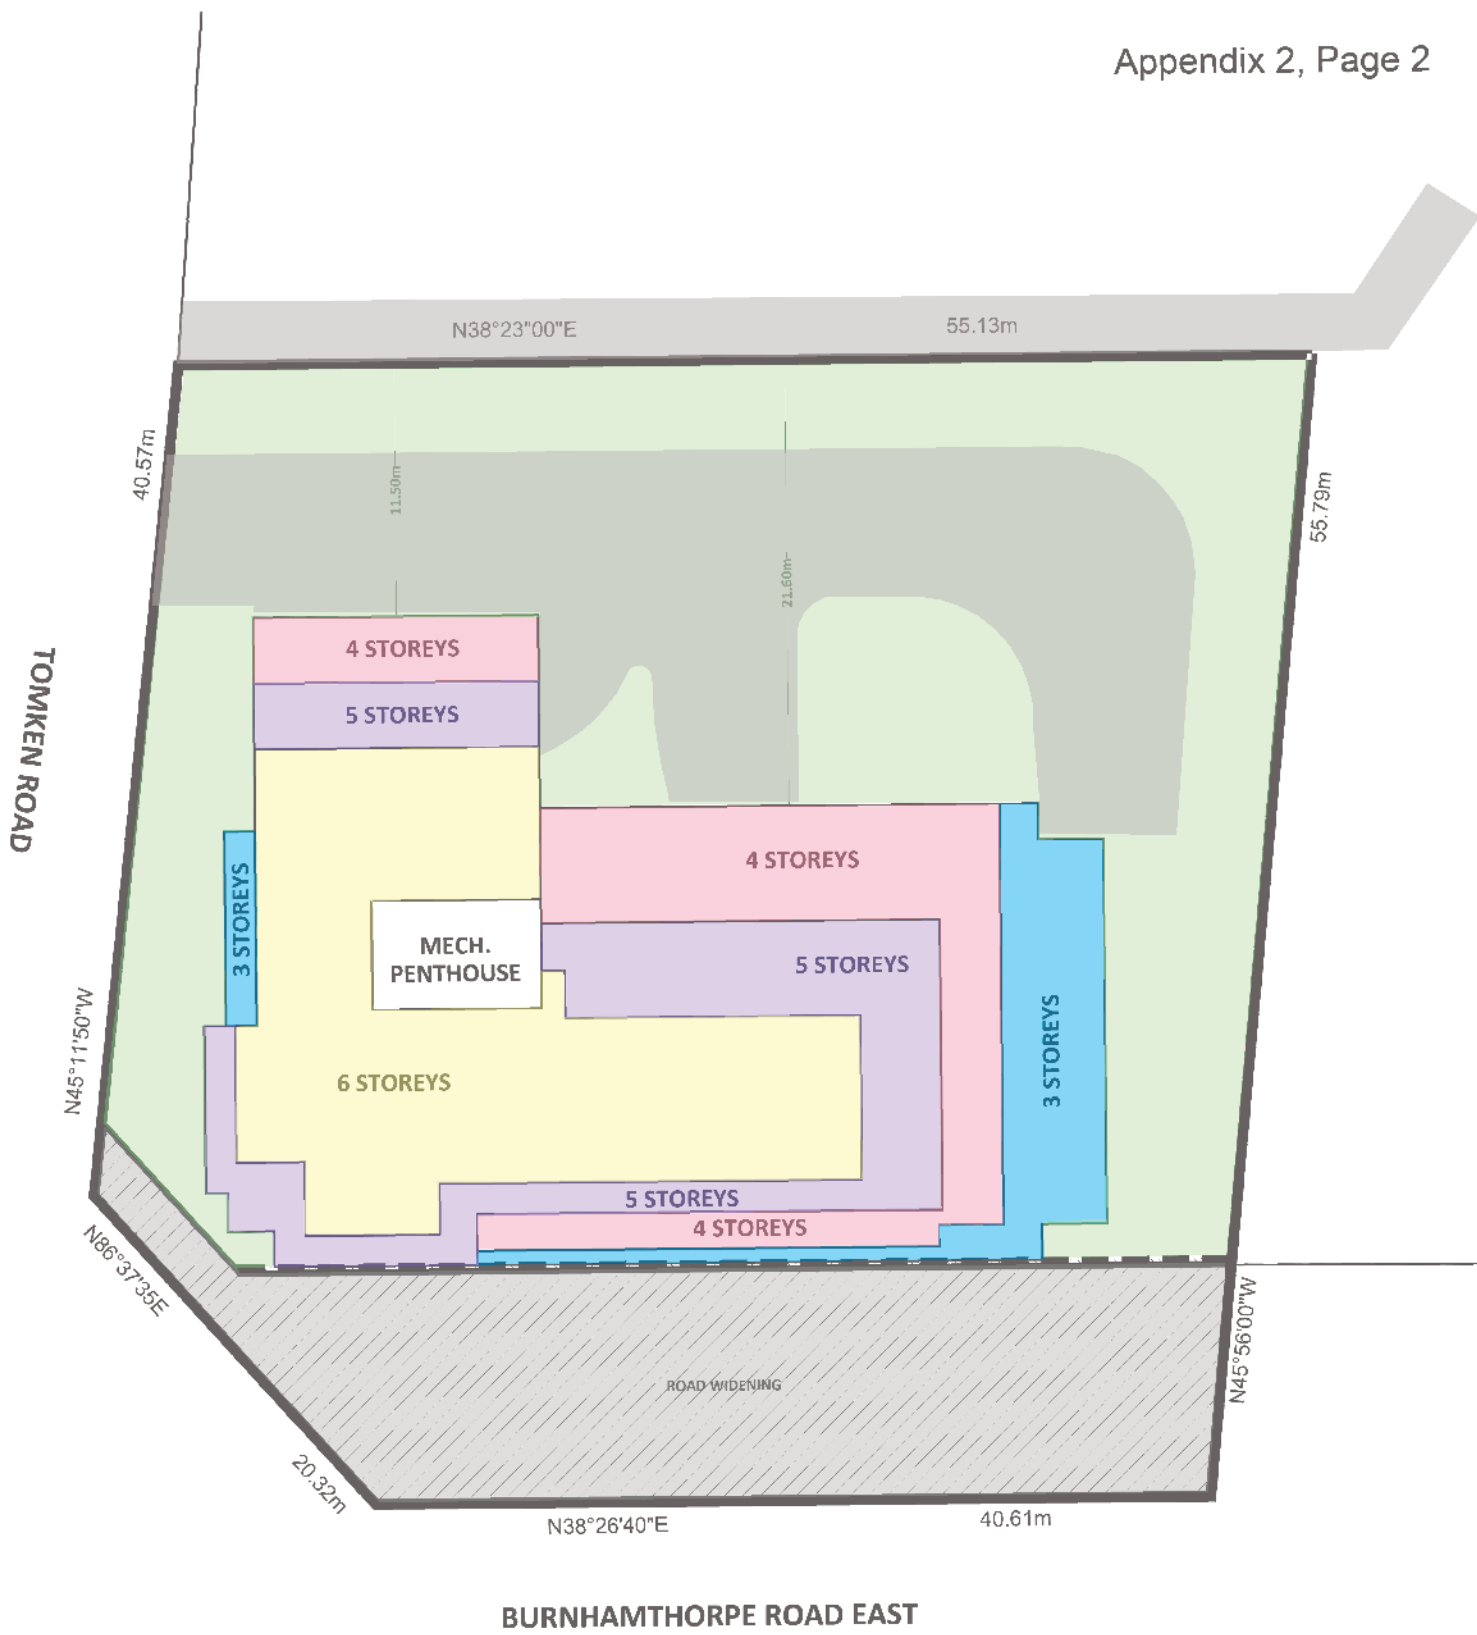 Appendix 2, Page 2
N38°23"00"E
55.13m
40.57m
11.50m
21.60m
55.79m
4 STOREYS
5 STOREYS
TOMKEN ROAD
3 STOREYS
4 STOREYS
MECH.
PENTHOUSE
5 STOREYS
3 STOREYS
N45°11'50"W
6 STOREYS
5 STOREYS
4 STOREYS
N86°37'35E
N45°56'00"W
ROAD WIDENING
20.32m
N38°26'40"E
40.61m
BURNHAMTHORPE ROAD EAST